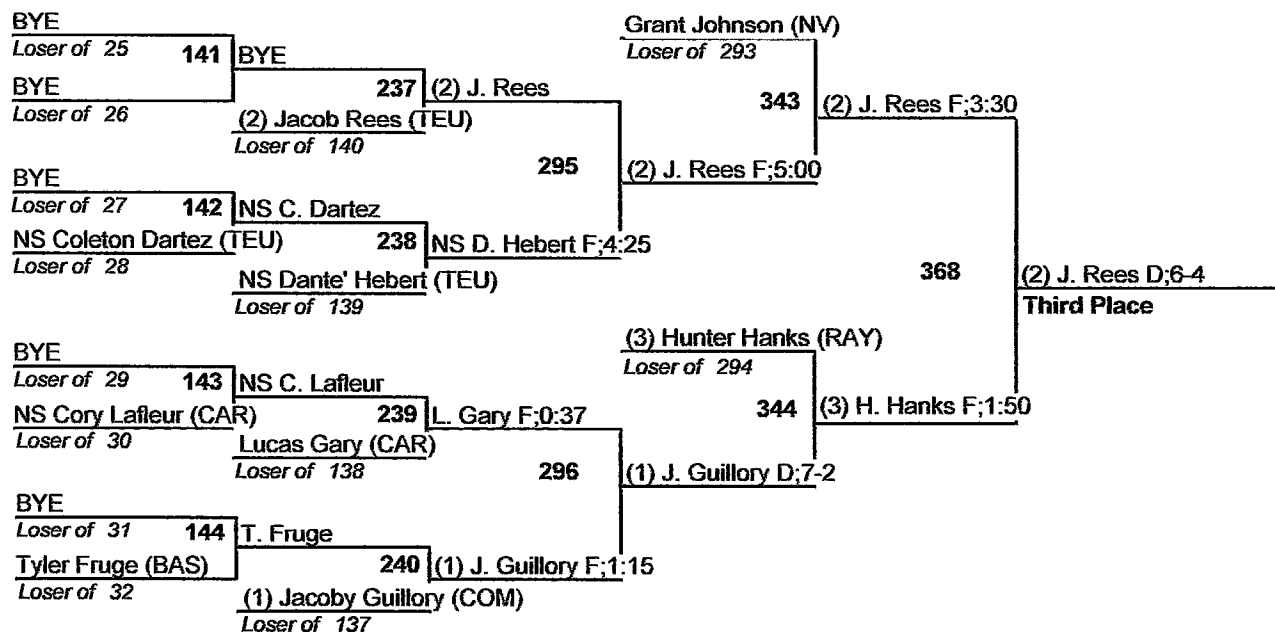 BYE
Loser of 25
141
BYE
BYE
Loser of 26
237
(2) J. Rees
(2) Jacob Rees (TEU)
Loser of 140
BYE
Loser of 27
142
NS C. Dartez
NS Coleton Dartez (TEU)
Loser of 28
238
NS D. Hebert F;4:25
NS Dante' Hebert (TEU)
Loser of 139
295
(2) J. Rees F;5:00
Grant Johnson (NV)
Loser of 293
343
(2) J. Rees F;3:30
BYE
Loser of 29
143
NS C. Lafleur
NS Cory Lafleur (CAR)
Loser of 30
239
L. Gary F;0:37
Lucas Gary (CAR)
Loser of 138
BYE
Loser of 31
144
T. Fruge
Tyler Fruge (BAS)
Loser of 32
240
(1) J. Guillory F;1:15
(1) Jacoby Guillory (COM)
Loser of 137
296
(1) J. Guillory D;7-2
(3) Hunter Hanks (RAY)
Loser of 294
344
(3) H. Hanks F;1:50
368
(2) J. Rees D;6-4
Third Place